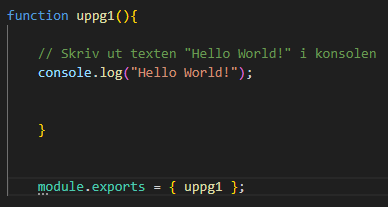 function uppg1(){
// Skriv ut texten "Hello World!" i konsolen
console.log("Hello World!");
}
module.exports = { uppg1 };